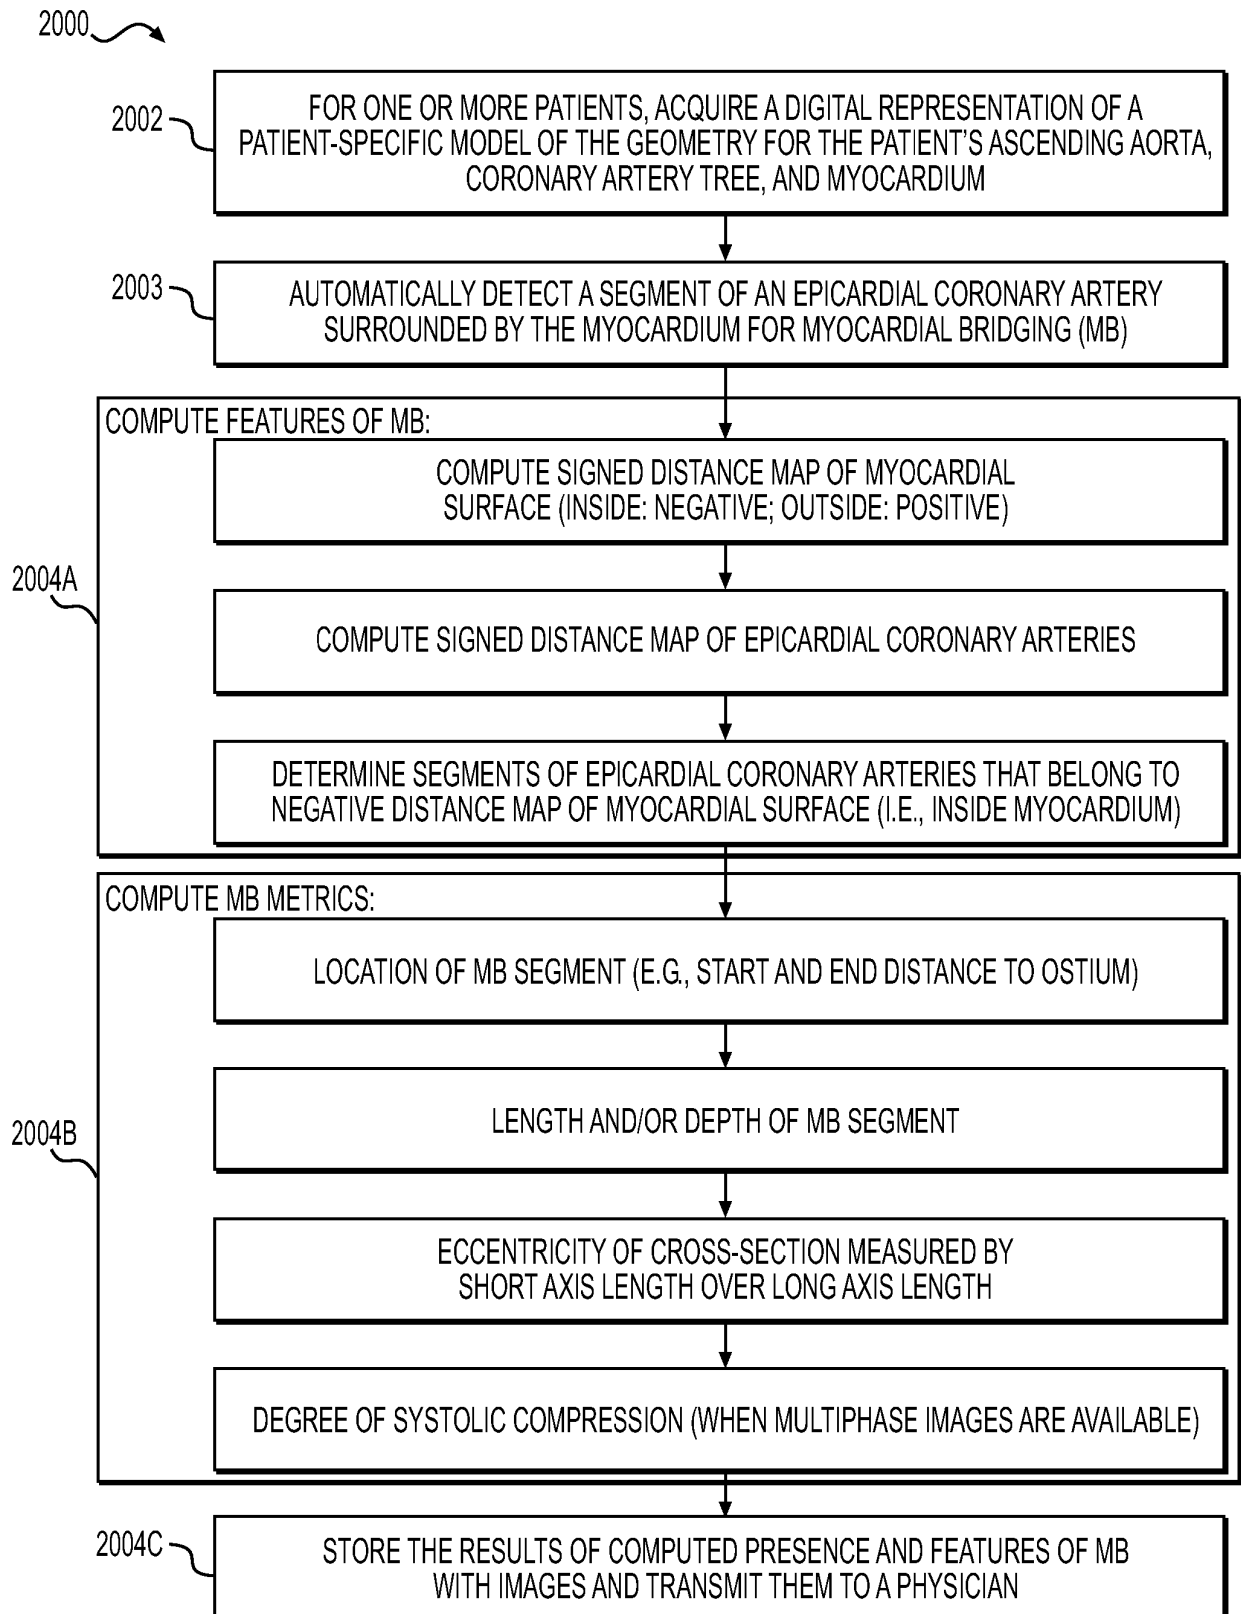 2000
2002
FOR ONE OR MORE PATIENTS, ACQUIRE A DIGITAL REPRESENTATION OF A
PATIENT-SPECIFIC MODEL OF THE GEOMETRY FOR THE PATIENT'S ASCENDING AORTA,
CORONARY ARTERY TREE, AND MYOCARDIUM
2003
AUTOMATICALLY DETECT A SEGMENT OF AN EPICARDIAL CORONARY ARTERY
SURROUNDED BY THE MYOCARDIUM FOR MYOCARDIAL BRIDGING (MB)
2004A
COMPUTE FEATURES OF MB:
COMPUTE SIGNED DISTANCE MAP OF MYOCARDIAL
SURFACE (INSIDE: NEGATIVE; OUTSIDE: POSITIVE)
COMPUTE SIGNED DISTANCE MAP OF EPICARDIAL CORONARY ARTERIES
DETERMINE SEGMENTS OF EPICARDIAL CORONARY ARTERIES THAT BELONG TO
NEGATIVE DISTANCE MAP OF MYOCARDIAL SURFACE (I.E., INSIDE MYOCARDIUM)
2004B
COMPUTE MB METRICS:
LOCATION OF MB SEGMENT (E.G., START AND END DISTANCE TO OSTIUM)
LENGTH AND/OR DEPTH OF MB SEGMENT
ECCENTRICITY OF CROSS-SECTION MEASURED BY
SHORT AXIS LENGTH OVER LONG AXIS LENGTH
DEGREE OF SYSTOLIC COMPRESSION (WHEN MULTIPHASE IMAGES ARE AVAILABLE)
2004C
STORE THE RESULTS OF COMPUTED PRESENCE AND FEATURES OF MB
WITH IMAGES AND TRANSMIT THEM TO A PHYSICIAN